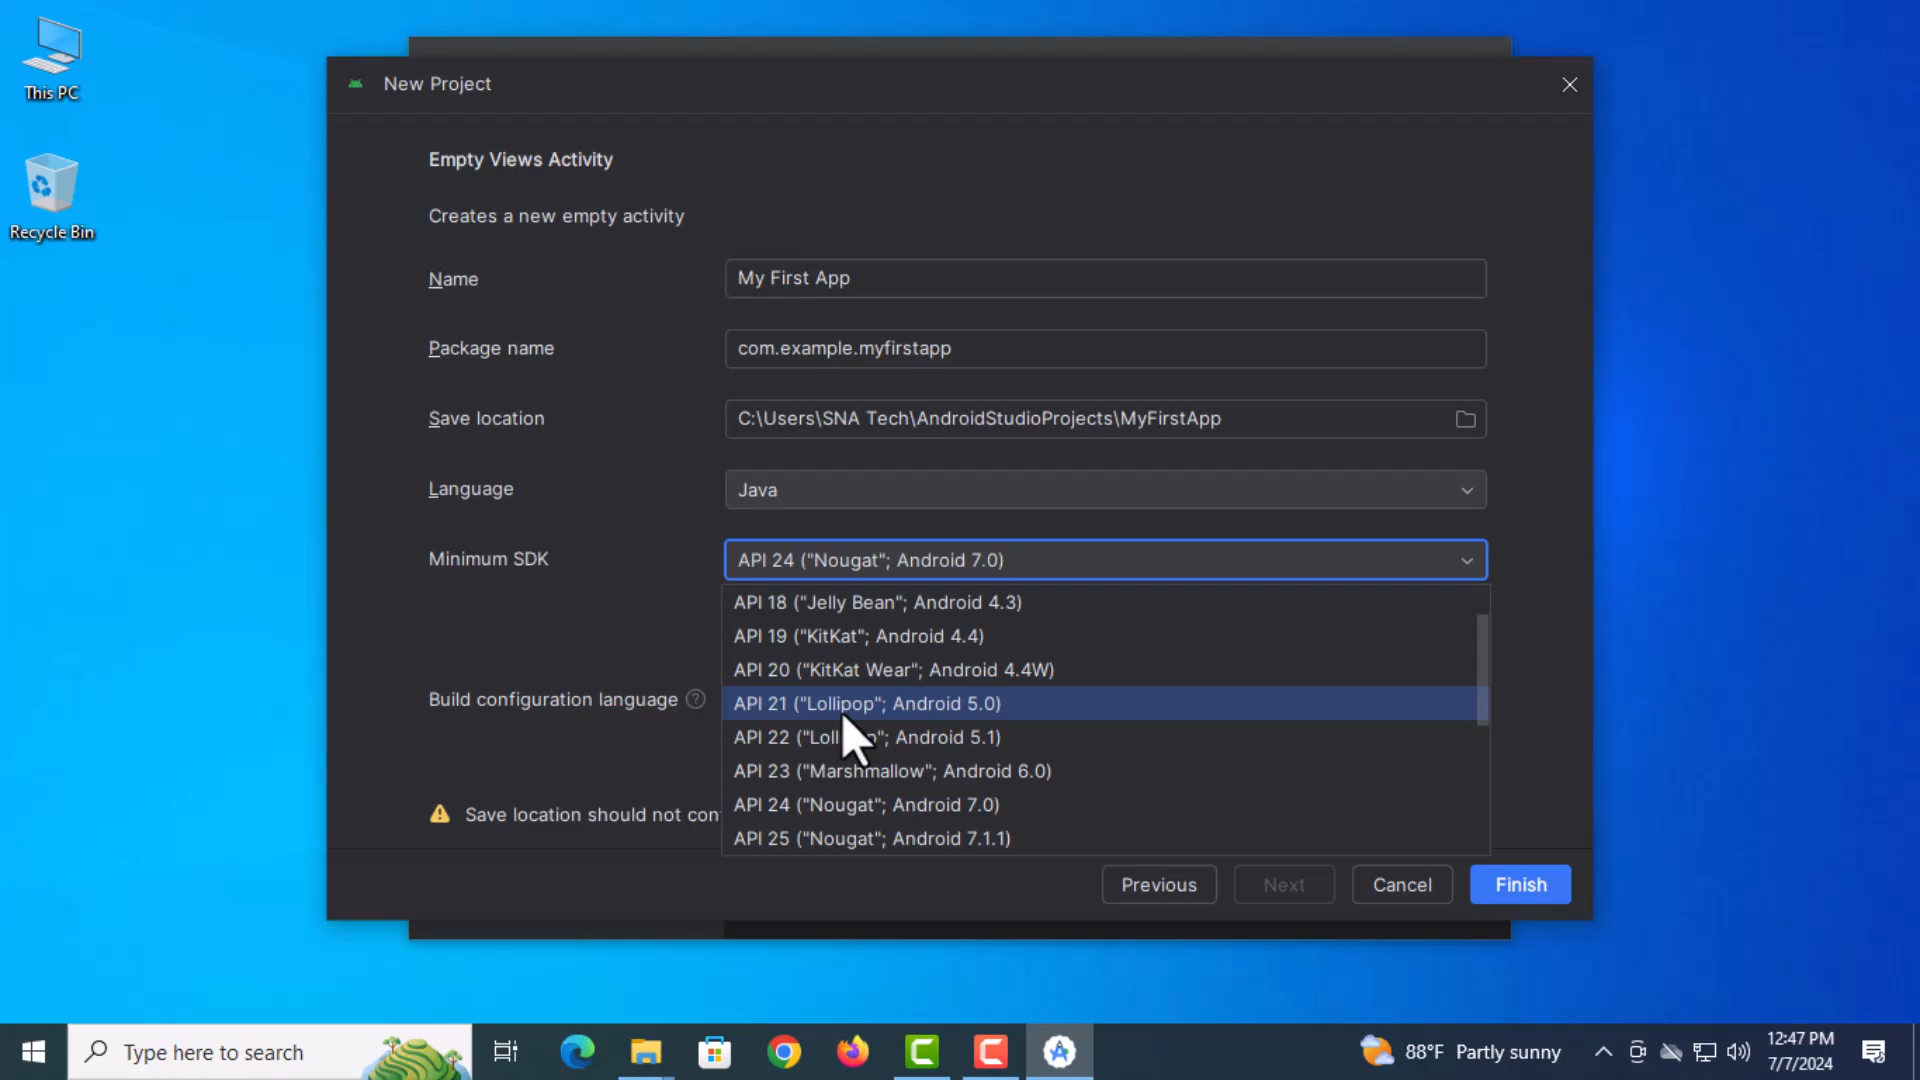 This PC
Recycle Bin
New Project
Empty Views Activity
Creates a new empty activity
Name
My First App
Package name
com.example.myfirstapp
Save location
C:\Users\SNA Tech\AndroidStudioProjects\MyFirstApp
Language
Java
Minimum SDK
API 24 ("Nougat"; Android 7.0)
API 18 ("Jelly Bean"; Android 4.3)
API 19 ("KitKat"; Android 4.4)
API 20 ("KitKat Wear"; Android 4.4W)
API 21 ("Lollipop"; Android 5.0)
API 22 ("Lollipop"; Android 5.1)
API 23 ("Marshmallow"; Android 6.0)
API 24 ("Nougat"; Android 7.0)
API 25 ("Nougat"; Android 7.1.1)
Build configuration language ?
Save location should not
Previous
Next
Cancel
Finish
Type here to search
88°F Partly sunny
12:47 PM
7/7/2024